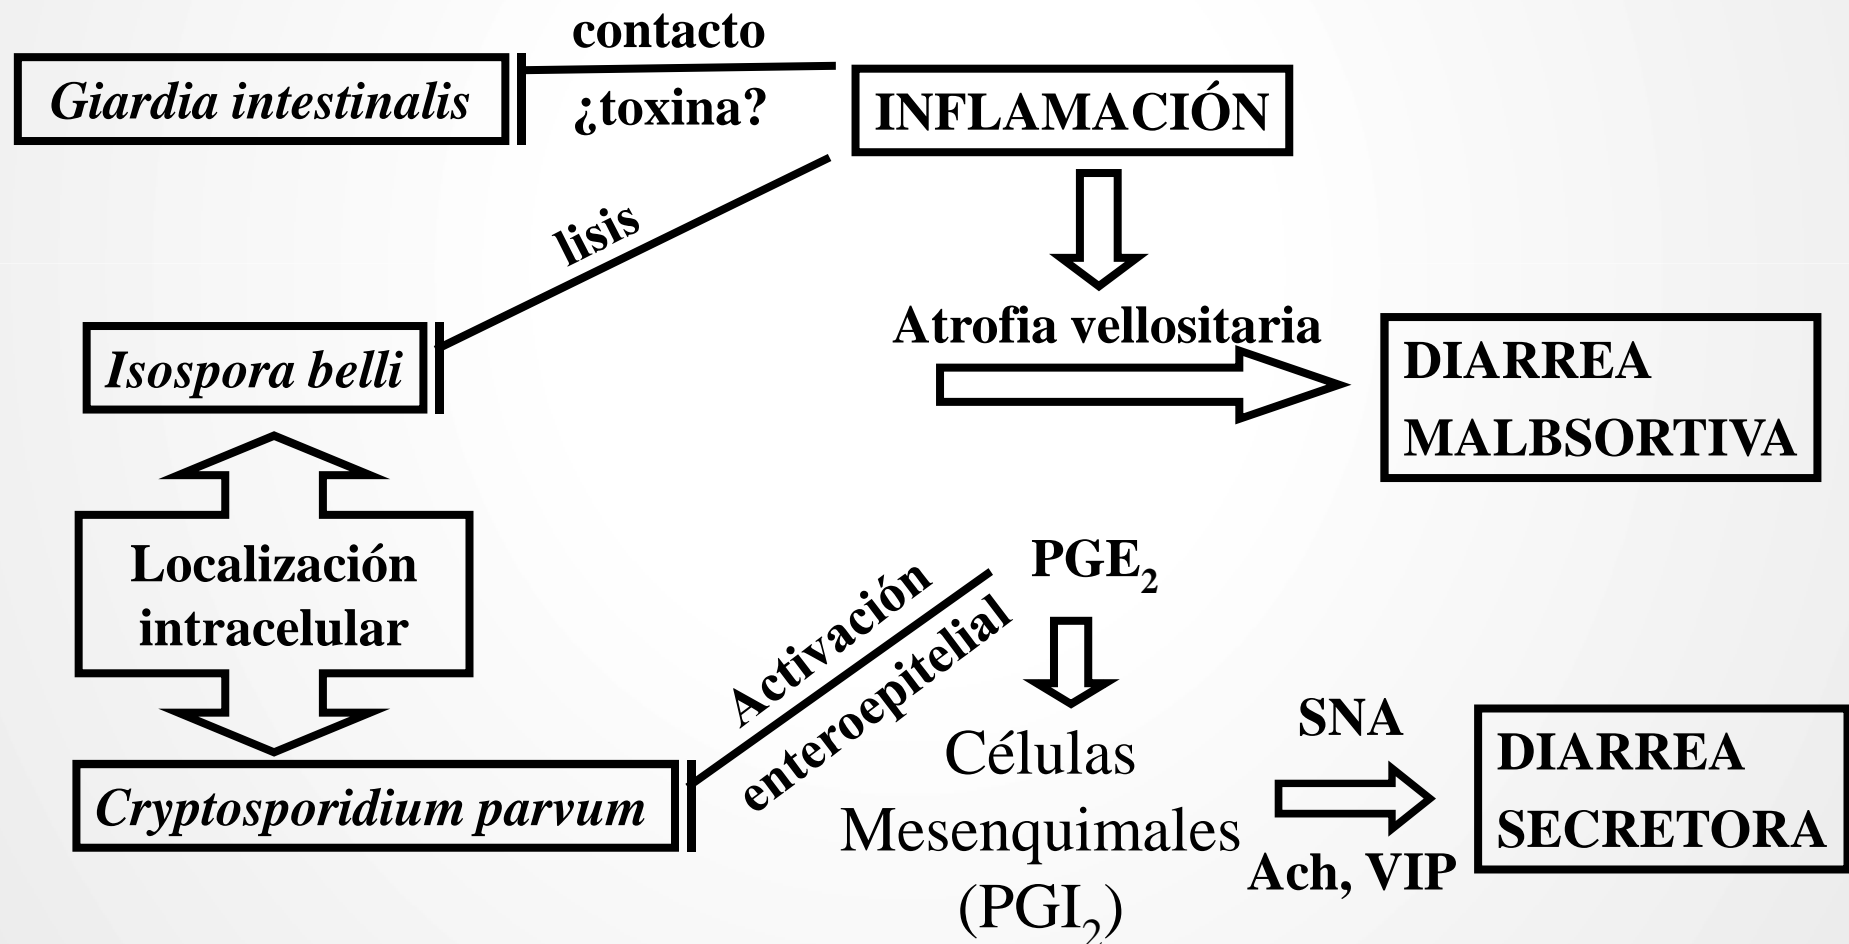 contacto
Giardia intestinalis
¿toxina?
INFLAMACIÓN
lisis
Atrofia vellositaria
Isospora belli
DIARREA
MALBSORTIVA
Localización
intracelular
PGE₂
Activación
enteroepitelial
Cryptosporidium parvum
Células
Mesenquimales
(PGI₂)
SNA
Ach, VIP
DIARREA
SECRETORA